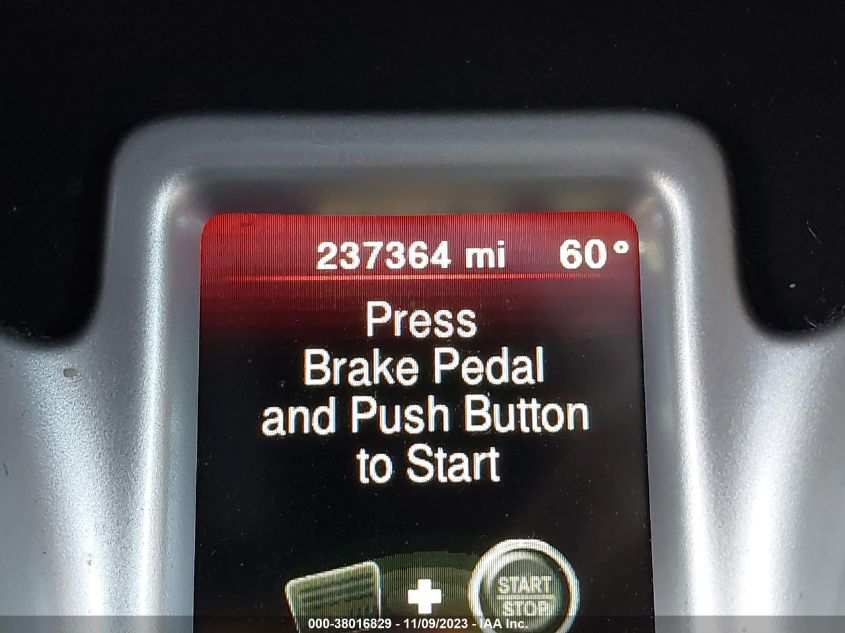 237364 mi 60°
Press
Brake Pedal
and Push Button
to Start
START
STOP
000-38016829 - 11/09/2023 - IAA Inc.